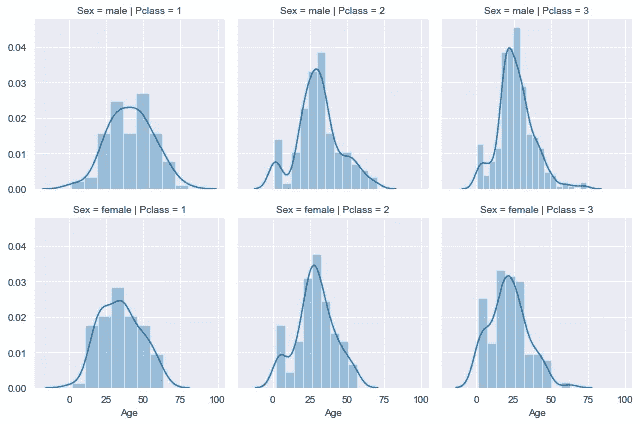 Sex = male | Pclass = 1
Sex = male | Pclass = 2
Sex = male | Pclass = 3
0.04
0.03
0.02
0.01
0.00
Sex = female | Pclass = 1
Sex = female | Pclass = 2
Sex = female | Pclass = 3
0.04
0.03
0.02
0.01
0.00
0 25 50 75 100
0 25 50 75 100
0 25 50 75 100
Age
Age
Age